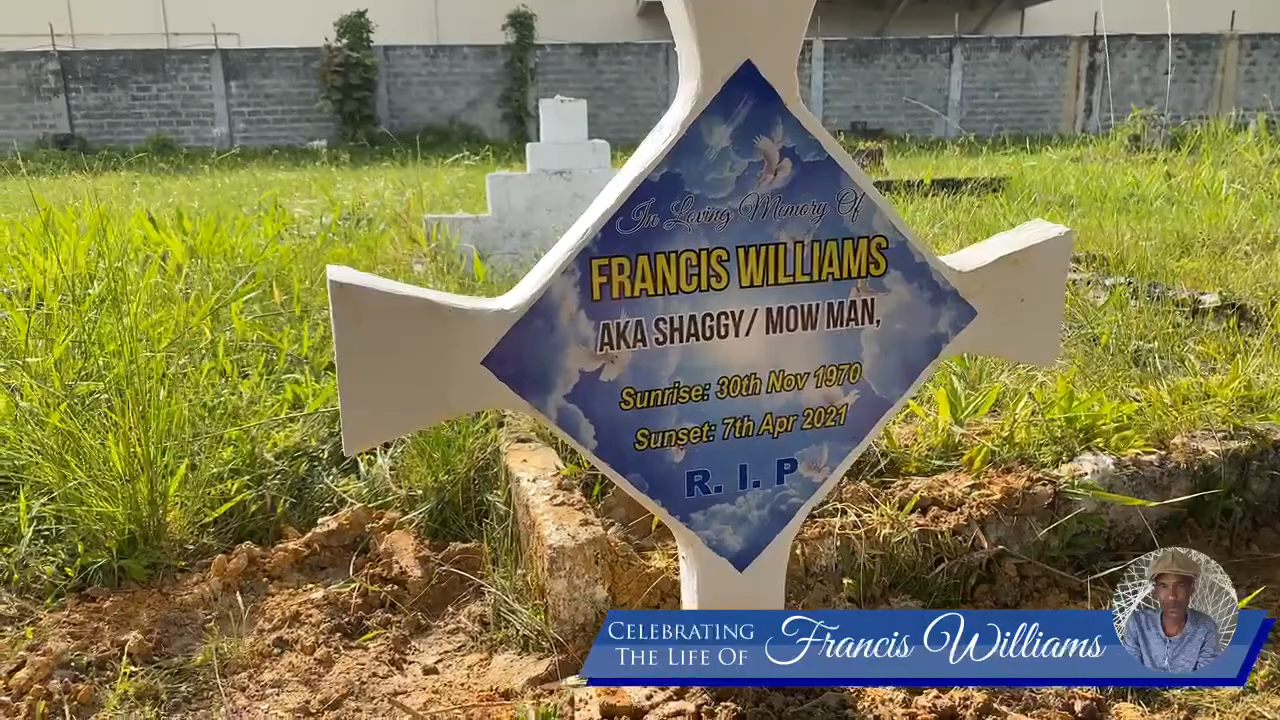 In Loving Memory Of
FRANCIS WILLIAMS
AKA SHAGGY/ MOW MAN,
Sunrise: 30th Nov 1970
Sunset: 7th Apr 2021
R. I. P
CELEBRATING
THE LIFE OF
Francis Williams